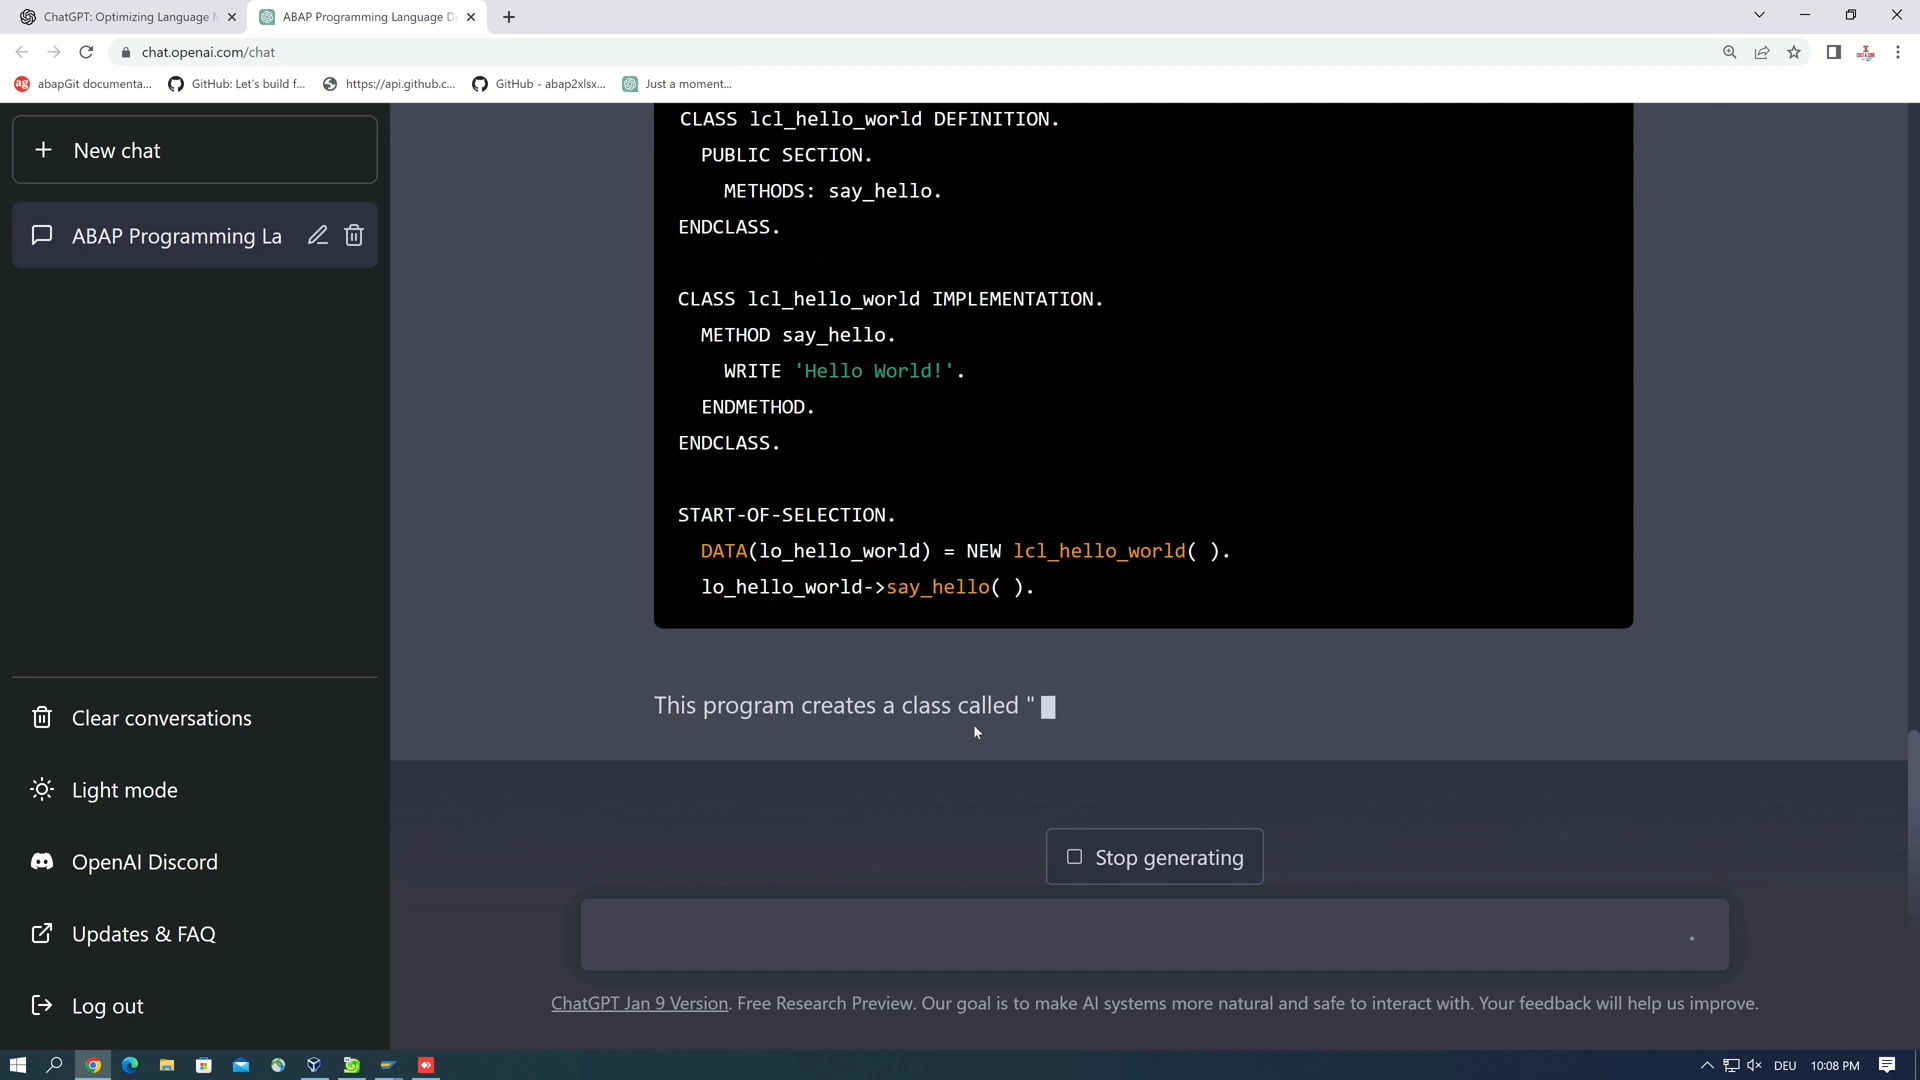 ChatGPT: Optimizing Language M
ABAP Programming Language D
chat.openai.com/chat
ag
abapGit documenta...
GitHub: Let's build f...
https://api.github.c...
GitHub - abap2xlsx...
Just a moment...
New chat
ABAP Programming La
CLASS lcl_hello_world DEFINITION.
PUBLIC SECTION.
METHODS: say_hello.
ENDCLASS.
CLASS lcl_hello_world IMPLEMENTATION.
METHOD say_hello.
WRITE 'Hello World!'.
ENDMETHOD.
ENDCLASS.
START-OF-SELECTION.
DATA(lo_hello_world) = NEW lcl_hello_world( ).
lo_hello_world->say_hello( ).
This program creates a class called "
Clear conversations
Light mode
OpenAI Discord
Updates & FAQ
Log out
Stop generating
ChatGPT Jan 9 Version. Free Research Preview. Our goal is to make AI systems more natural and safe to interact with. Your feedback will help us improve.
DEU
10:08 PM